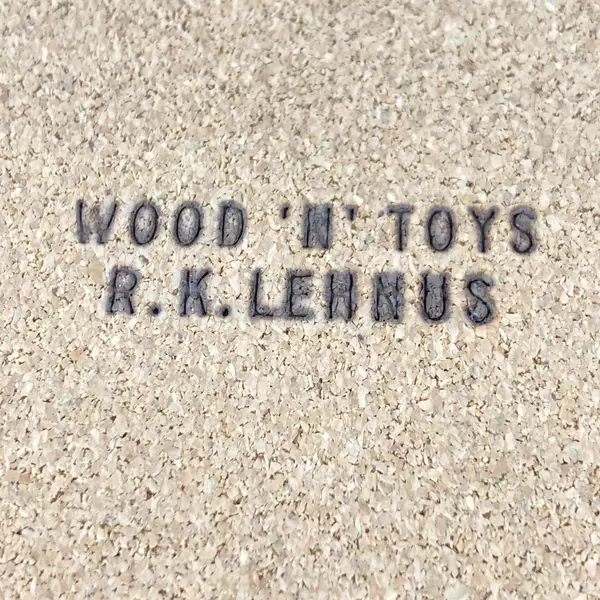 WOOD 'N' TOYS
R.K. LENNUS